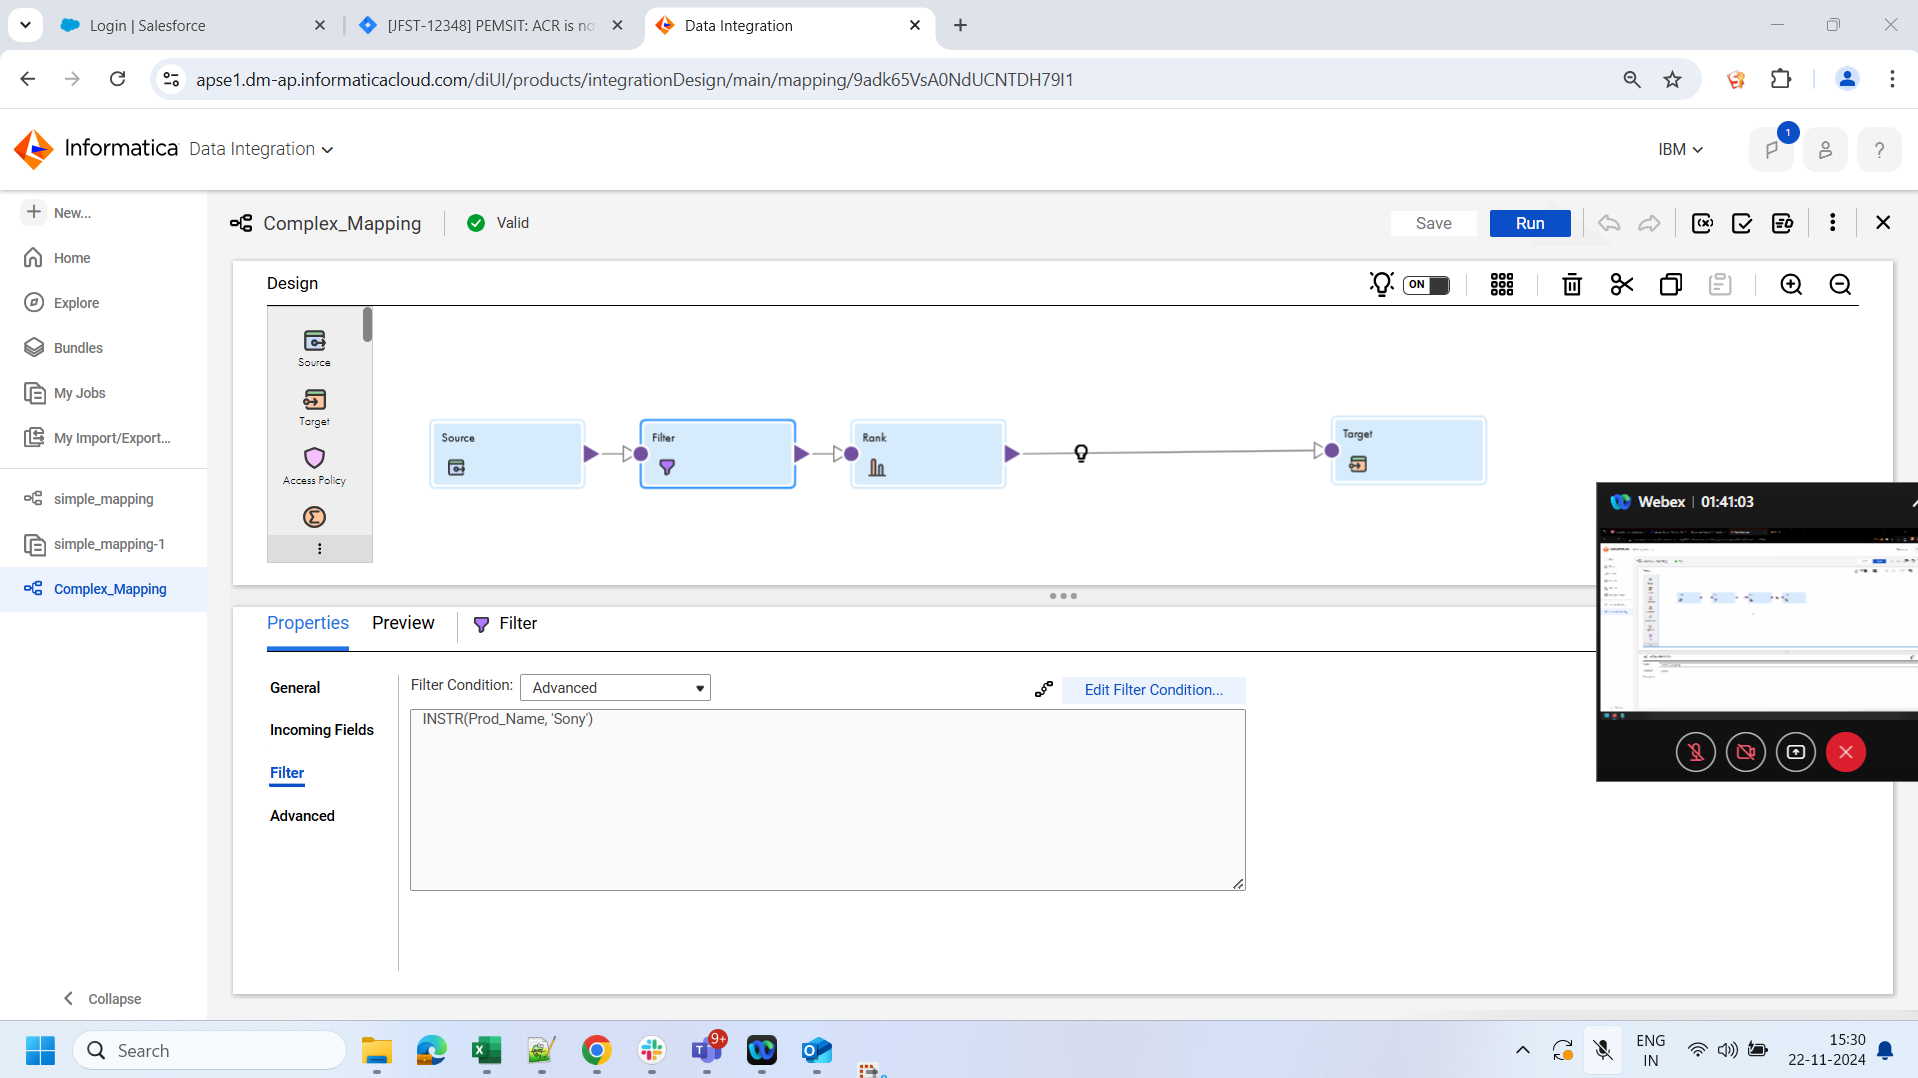 Login | Salesforce
[JFST-12348] PEMSIT: ACR is no
Data Integration
apse1.dm-ap.informaticacloud.com/diUI/products/integrationDesign/main/mapping/9adk65VsA0NdUCNTDH79I1
Informatica Data Integration
IBM
1
?
New...
Home
Explore
Bundles
My Jobs
My Import/Export...
simple_mapping
simple_mapping-1
Complex_Mapping
Collapse
Complex_Mapping
Valid
Save
Run
Design
ON
Source
Target
Access Policy
Source
Filter
Rank
Target
Webex | 01:41:03
Properties
Preview
Filter
General
Incoming Fields
Filter
Advanced
Filter Condition:
Advanced
Edit Filter Condition...
INSTR(Prod_Name, 'Sony')
Search
9+
ENG
IN
15:30
22-11-2024